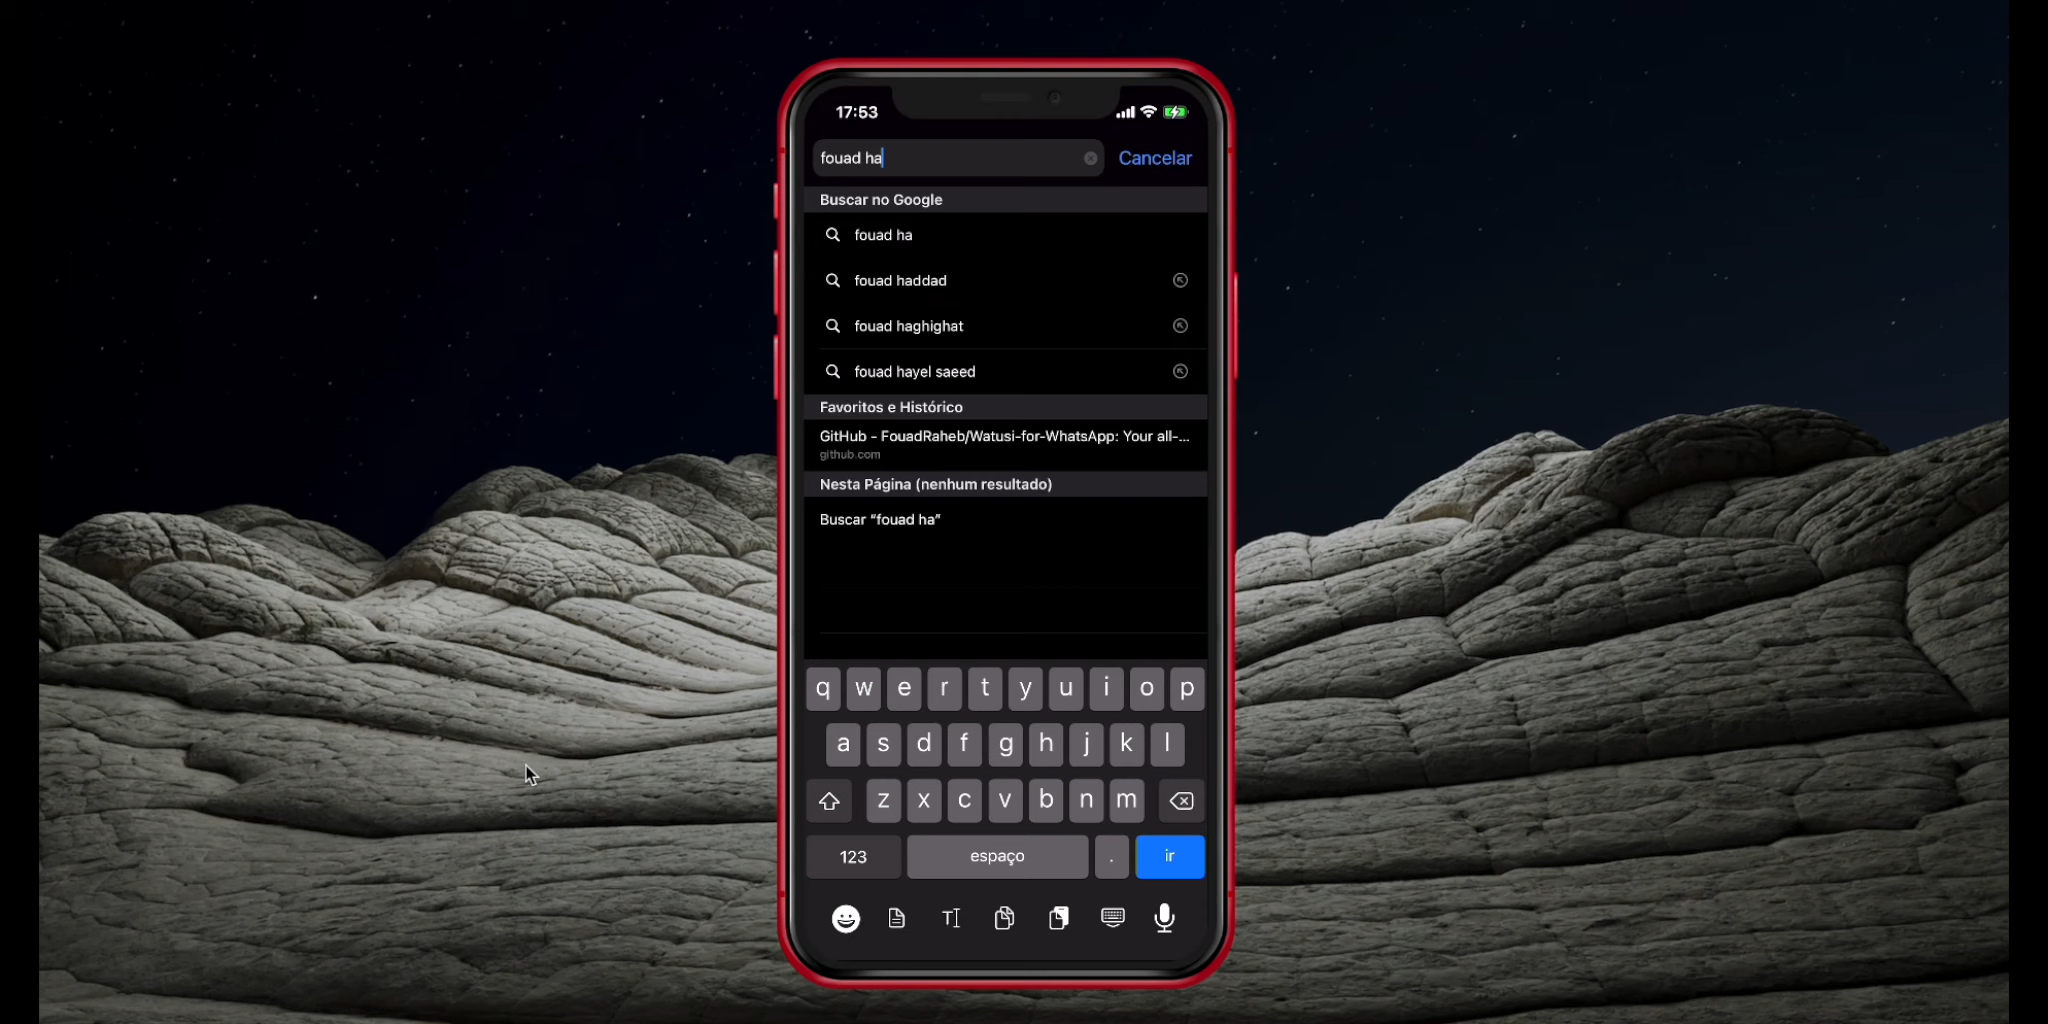 17:53
fouad ha
Cancelar
Buscar no Google
fouad ha
fouad haddad
fouad haghighat
fouad hayel saeed
Favoritos e Histórico
GitHub - FouadRaheb/Watusi-for-WhatsApp: Your all-...
github.com
Nesta Página (nenhum resultado)
Buscar “fouad ha”
q w e r t y u i o p
a s d f g h j k l
z x c v b n m
123 espaço . ir